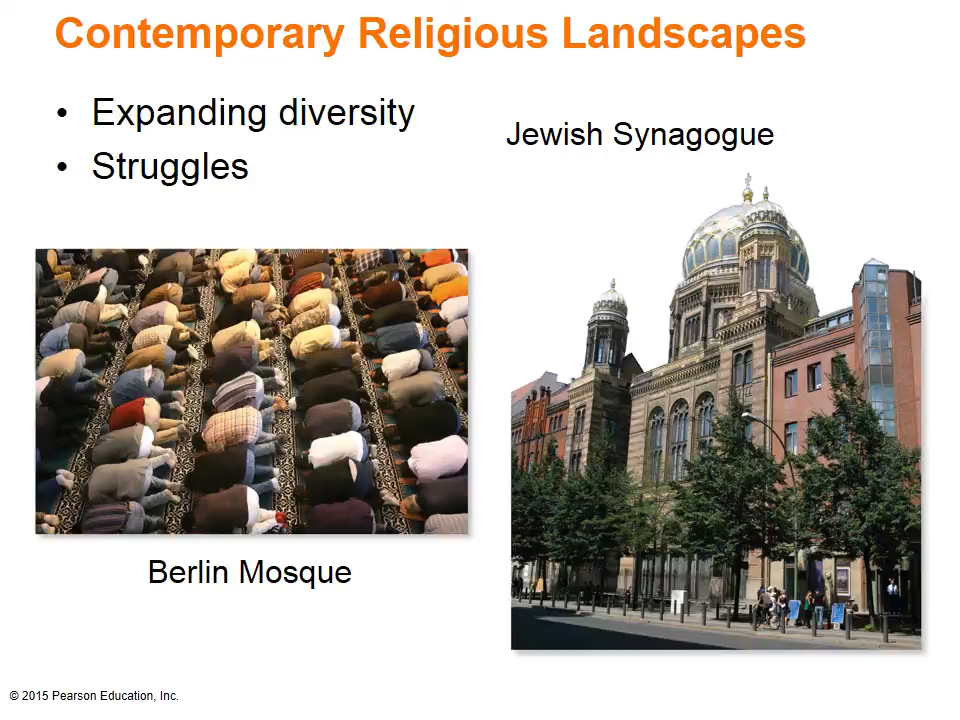 Contemporary Religious Landscapes
• Expanding diversity
• Struggles
Jewish Synagogue
Berlin Mosque
© 2015 Pearson Education, Inc.